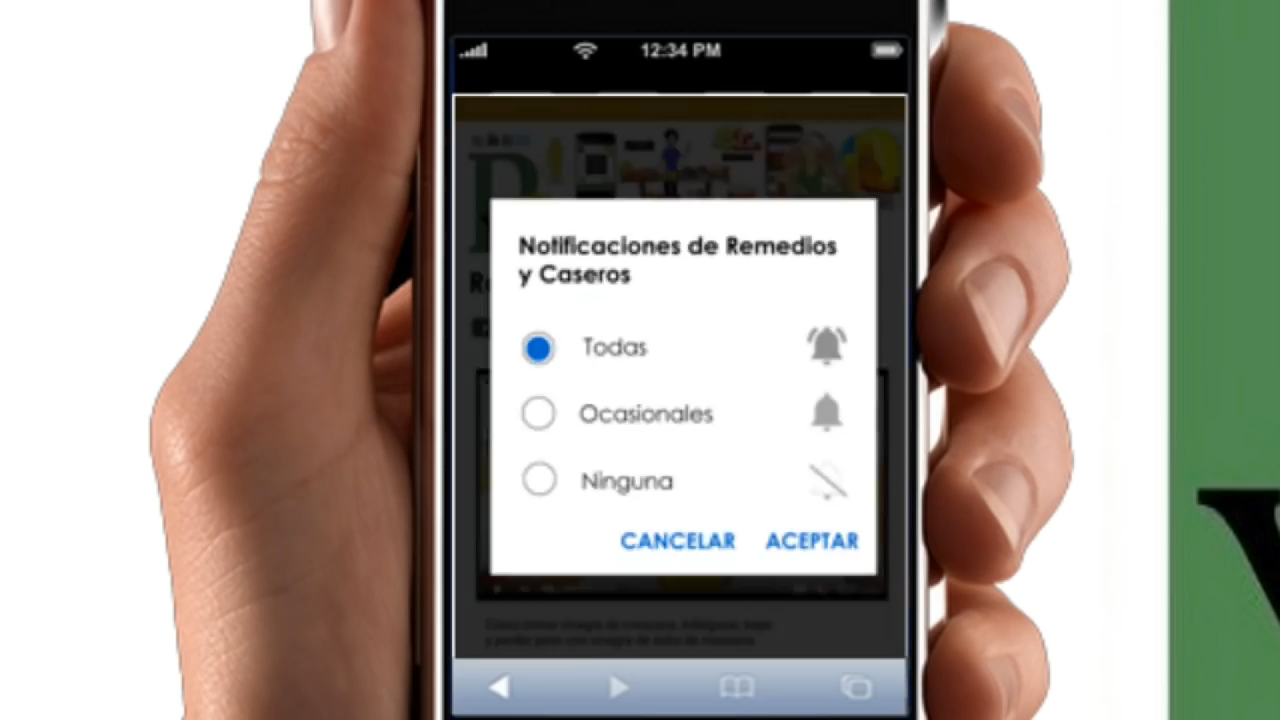 12:34 PM
R
Notificaciones de Remedios
y Caseros
Todas
Ocasionales
Ninguna
CANCELAR ACEPTAR